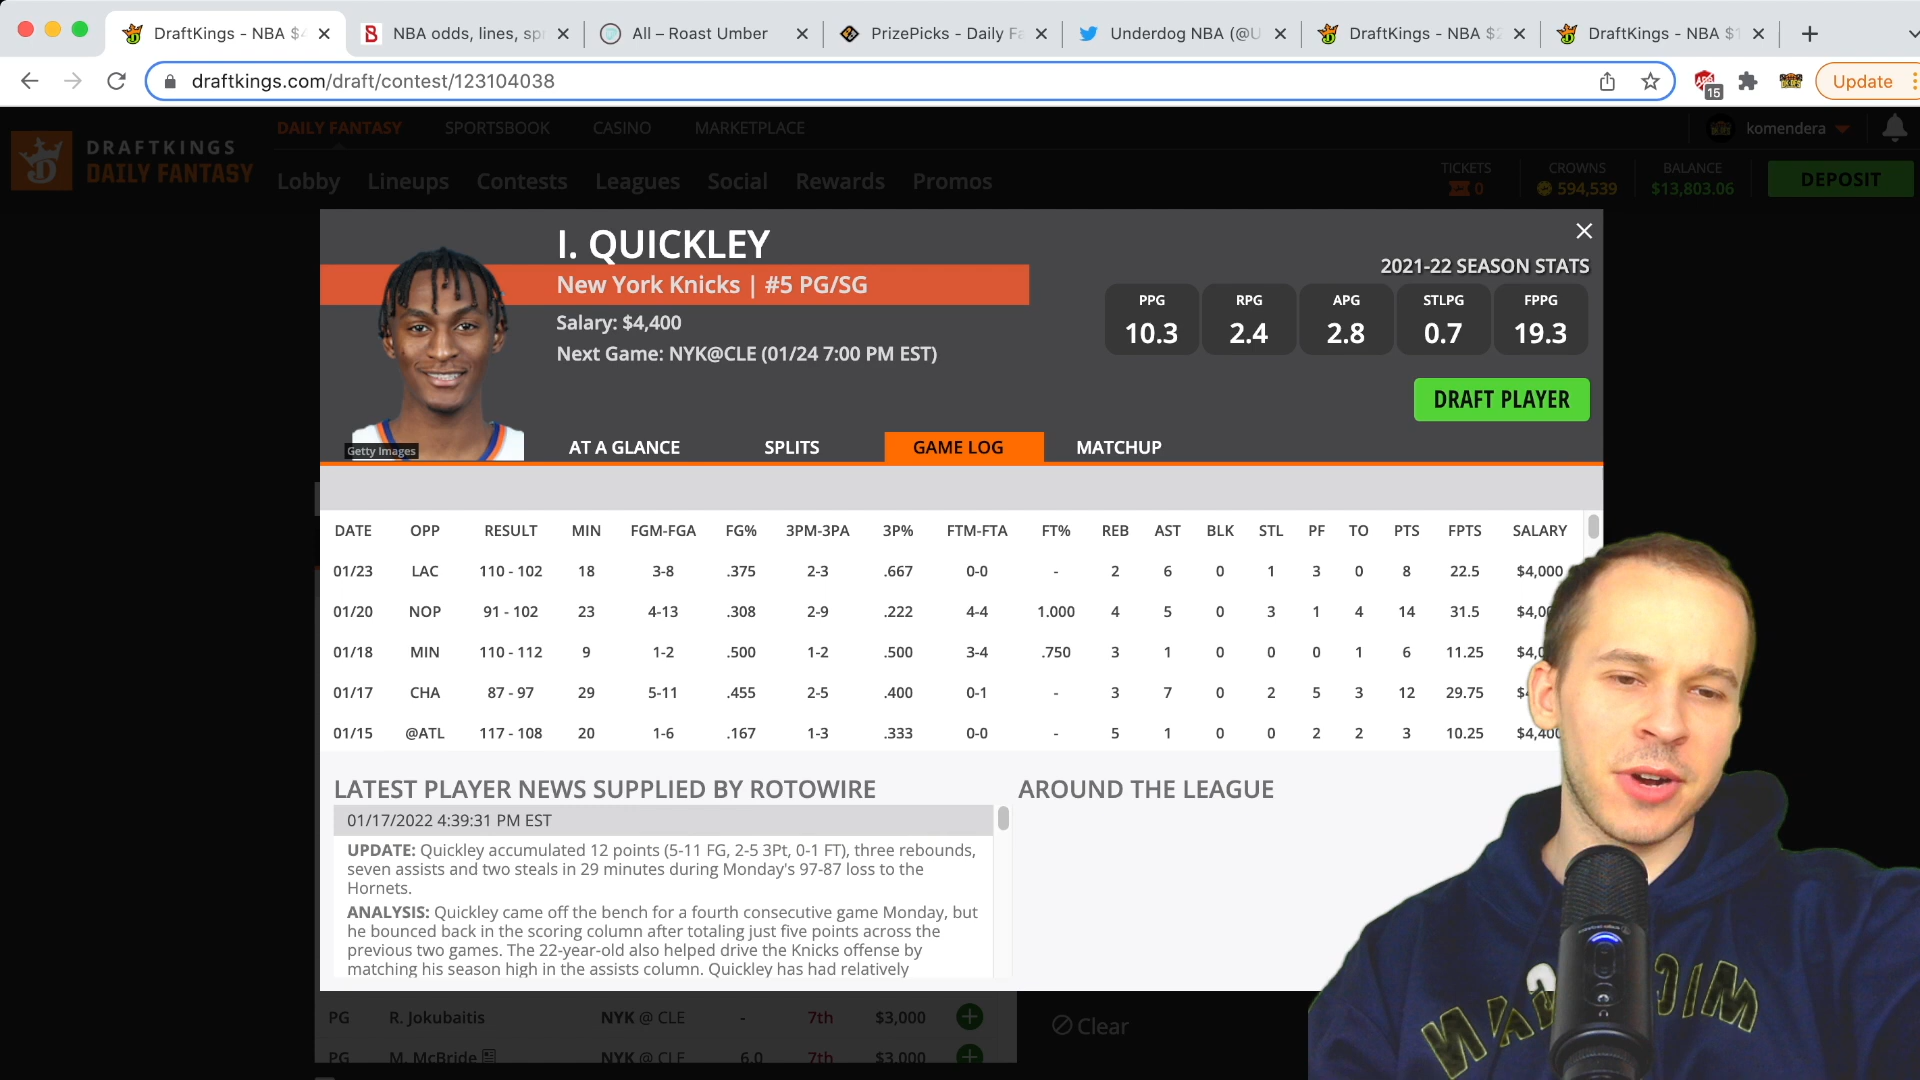 DraftKings - NBA $4
NBA odds, lines, spr
All – Roast Umber
PrizePicks - Daily Fa
Underdog NBA (@U
DraftKings - NBA $2
DraftKings - NBA $1
draftkings.com/draft/contest/123104038
15
Update
DRAFTKINGS
DAILY FANTASY
DAILY FANTASY SPORTSBOOK CASINO MARKETPLACE
komendera
Lobby Lineups Contests Leagues Social Rewards Promos
TICKETS
0
CROWNS
594,539
BALANCE
$13,803.06
DEPOSIT
I. QUICKLEY
New York Knicks | #5 PG/SG
Salary: $4,400
Next Game: NYK@CLE (01/24 7:00 PM EST)
Getty Images
2021-22 SEASON STATS
PPG RPG APG STLPG FPPG
10.3 2.4 2.8 0.7 19.3
DRAFT PLAYER
AT A GLANCE SPLITS GAME LOG MATCHUP
DATE OPP RESULT MIN FGM-FGA FG% 3PM-3PA 3P% FTM-FTA FT% REB AST BLK STL PF TO PTS FPTS SALARY
01/23 LAC 110 - 102 18 3-8 .375 2-3 .667 0-0 - 2 6 0 1 3 0 8 22.5 $4,000
01/20 NOP 91 - 102 23 4-13 .308 2-9 .222 4-4 1.000 4 5 0 3 1 4 14 31.5 $4,00
01/18 MIN 110 - 112 9 1-2 .500 1-2 .500 3-4 .750 3 1 0 0 0 1 6 11.25 $4,0
01/17 CHA 87 - 97 29 5-11 .455 2-5 .400 0-1 - 3 7 0 2 5 3 12 29.75
01/15 @ATL 117 - 108 20 1-6 .167 1-3 .333 0-0 - 5 1 0 0 2 2 3 10.25 $4,400
LATEST PLAYER NEWS SUPPLIED BY ROTOWIRE
01/17/2022 4:39:31 PM EST
UPDATE: Quickley accumulated 12 points (5-11 FG, 2-5 3Pt, 0-1 FT), three rebounds,
seven assists and two steals in 29 minutes during Monday's 97-87 loss to the
Hornets.
ANALYSIS: Quickley came off the bench for a fourth consecutive game Monday, but
he bounced back in the scoring column after totaling just five points across the
previous two games. The 22-year-old also helped drive the Knicks offense by
matching his season high in the assists column. Quickley has had relatively
AROUND THE LEAGUE
PG R. Jokubaitis NYK @ CLE - 7th $3,000
PG M. McBride NYK @ CLE 6.0 7th $3,000
Clear